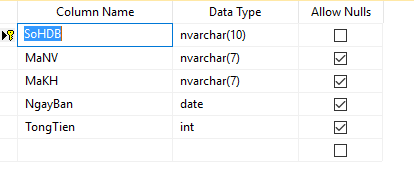 Column Name Data Type Allow Nulls
SoHDB nvarchar(10)
MaNV nvarchar(7)
MaKH nvarchar(7)
NgayBan date
TongTien int